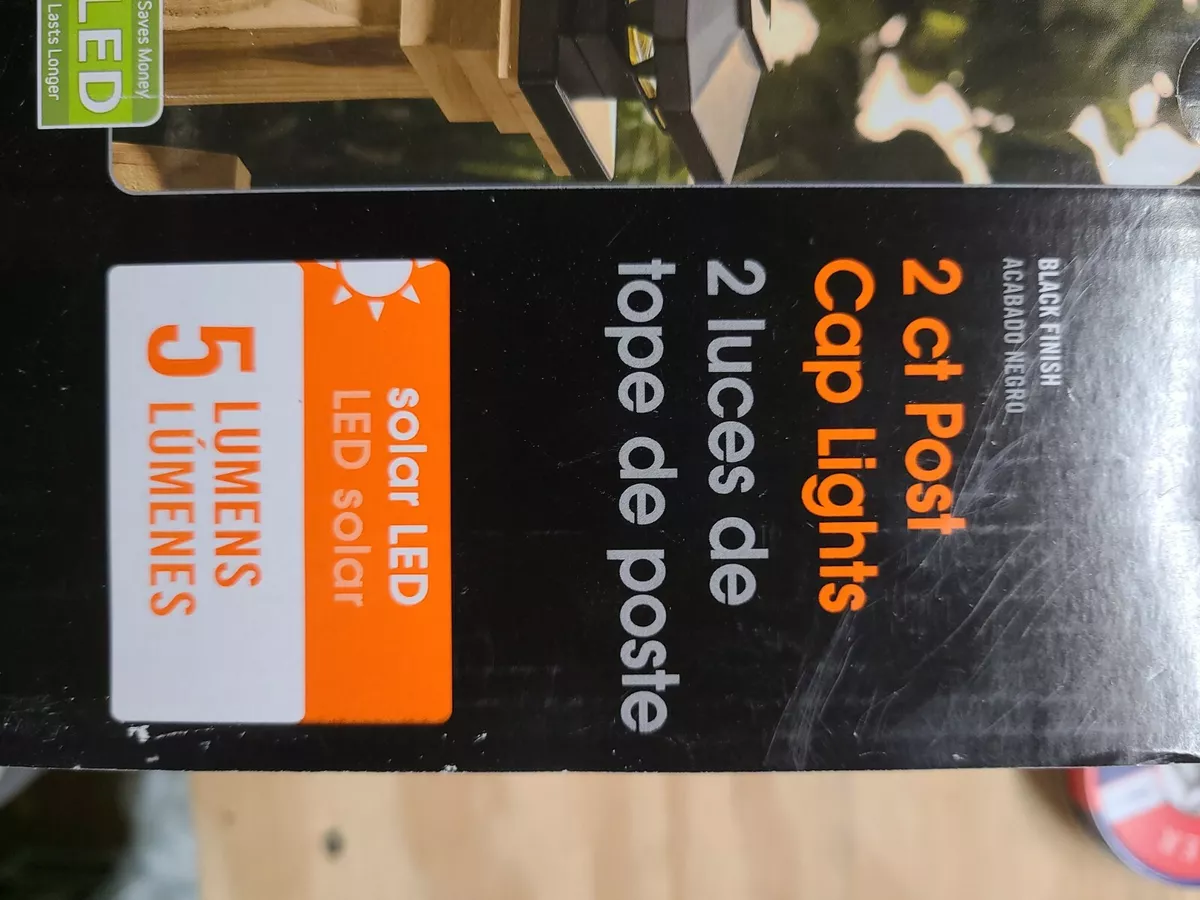 Saves Money
Lasts Longer
LED
BLACK FINISH
ACABADO NEGRO
2 ct Post
Cap Lights
2 luces de
tope de poste
solar LED
LED solar
5 LUMENS
5 LÚMENES